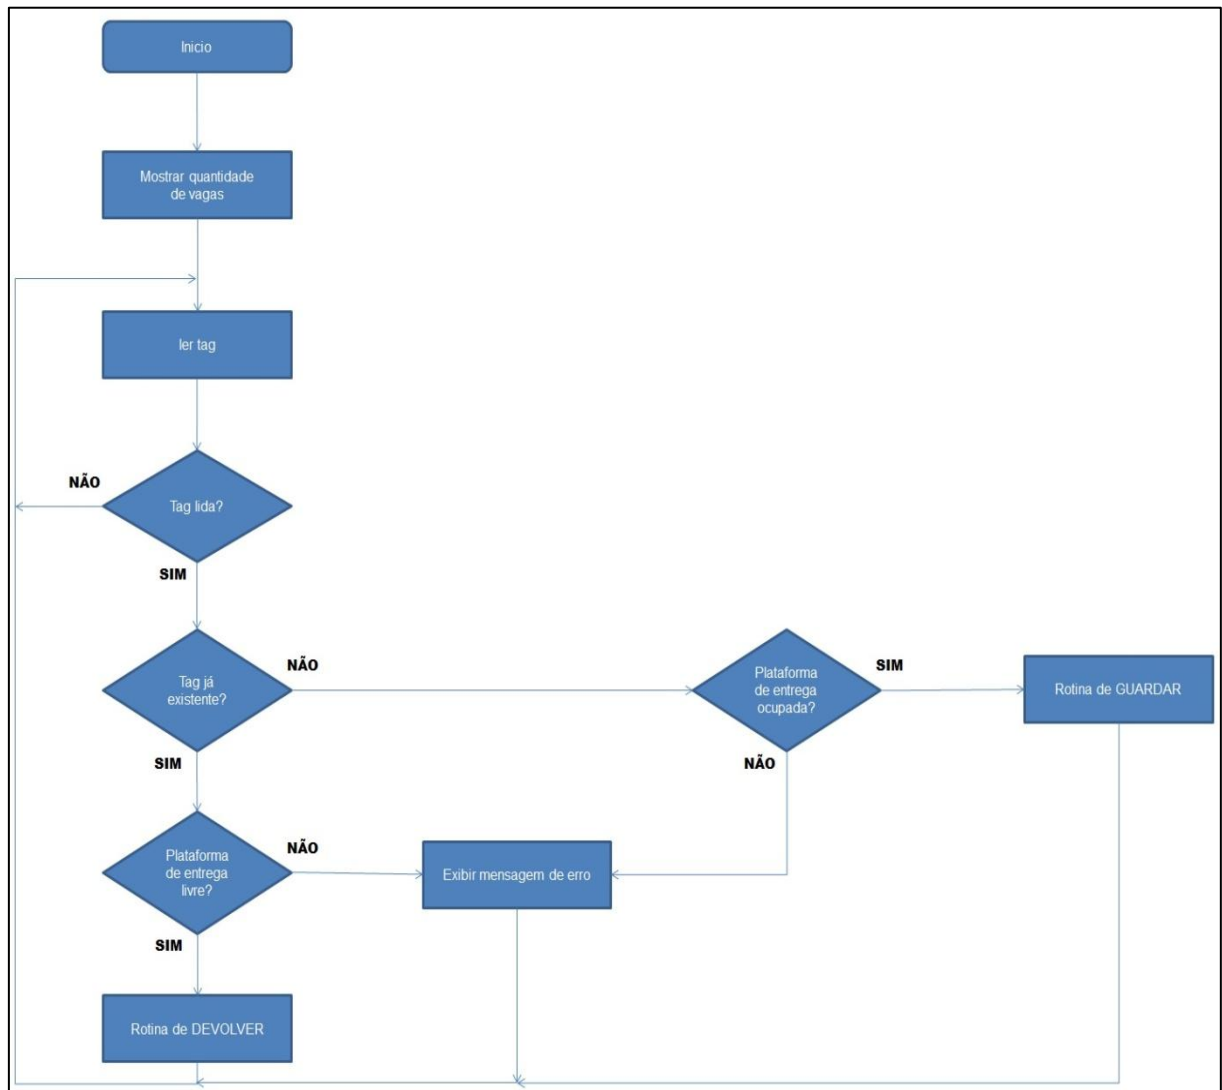 Inicio
Mostrar quantidade
de vagas
ler tag
NÃO
Tag lida?
SIM
Tag já
existente?
NÃO
Plataforma
de entrega
ocupada?
SIM
Rotina de GUARDAR
SIM
NÃO
Plataforma
de entrega
livre?
NÃO
Exibir mensagem de erro
SIM
Rotina de DEVOLVER